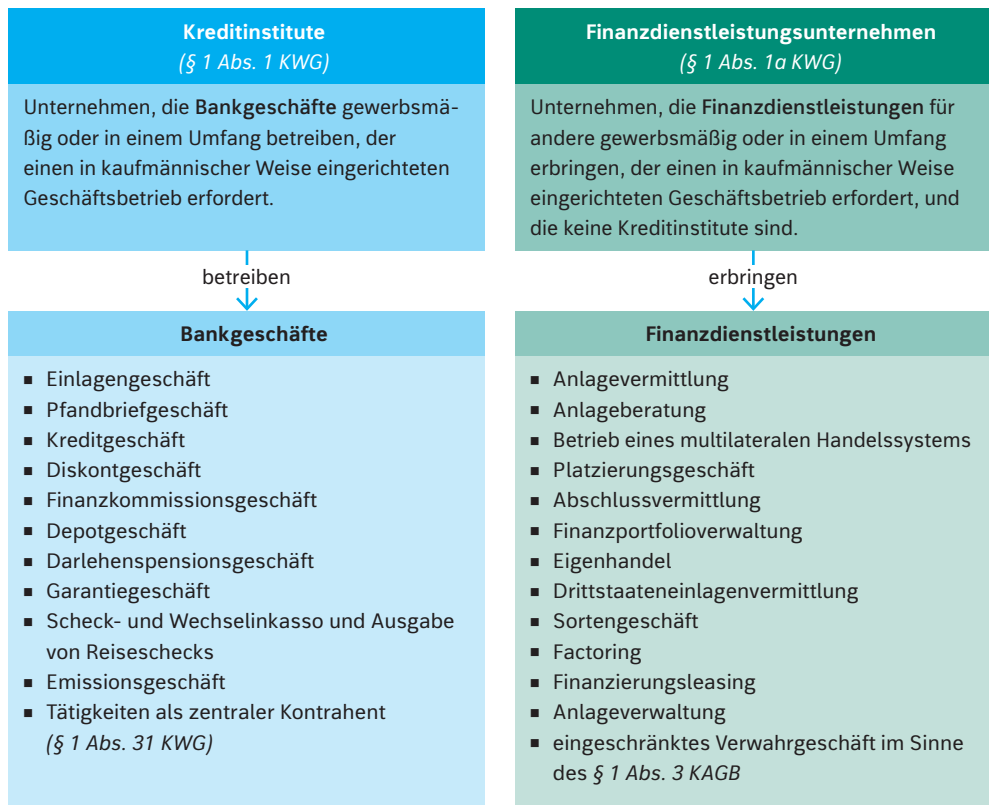 Kreditinstitute
(§ 1 Abs. 1 KWG)
Unternehmen, die Bankgeschäfte gewerbsmä-
ßig oder in einem Umfang betreiben, der
einen in kaufmännischer Weise eingerichteten
Geschäftsbetrieb erfordert.
betreiben
Bankgeschäfte
▪ Einlagengeschäft
▪ Pfandbriefgeschäft
▪ Kreditgeschäft
▪ Diskontgeschäft
▪ Finanzkommissionsgeschäft
▪ Depotgeschäft
▪ Darlehenspensionsgeschäft
▪ Garantiegeschäft
▪ Scheck- und Wechselinkasso und Ausgabe
von Reiseschecks
▪ Emissionsgeschäft
▪ Tätigkeiten als zentraler Kontrahent
(§ 1 Abs. 31 KWG)
Finanzdienstleistungsunternehmen
(§ 1 Abs. 1a KWG)
Unternehmen, die Finanzdienstleistungen für
andere gewerbsmäßig oder in einem Umfang
erbringen, der einen in kaufmännischer Weise
eingerichteten Geschäftsbetrieb erfordert, und
die keine Kreditinstitute sind.
erbringen
Finanzdienstleistungen
▪ Anlagevermittlung
▪ Anlageberatung
▪ Betrieb eines multilateralen Handelssystems
▪ Platzierungsgeschäft
▪ Abschlussvermittlung
▪ Finanzportfolioverwaltung
▪ Eigenhandel
▪ Drittstaateneinlagenvermittlung
▪ Sortengeschäft
▪ Factoring
▪ Finanzierungsleasing
▪ Anlageverwaltung
▪ eingeschränktes Verwahrgeschäft im Sinne
des § 1 Abs. 3 KAGB